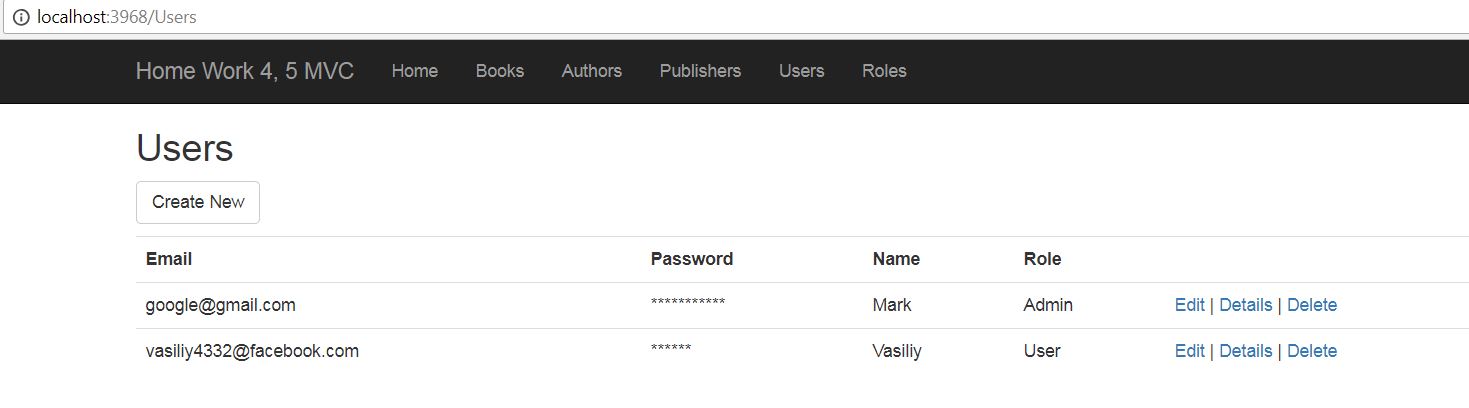 localhost:3968/Users
Home Work 4, 5 MVC Home Books Authors Publishers Users Roles
Users
Create New
Email Password Name Role
google@gmail.com *********** Mark Admin Edit | Details | Delete
vasiliy4332@facebook.com ****** Vasiliy User Edit | Details | Delete